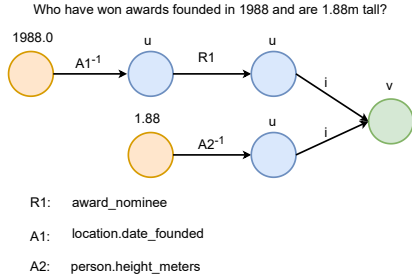 Who have won awards founded in 1988 and are 1.88m tall?
1988.0
u
u
A1⁻¹
R1
i
v
1.88
u
A2⁻¹
i
R1: award_nominee
A1: location.date_founded
A2: person.height_meters